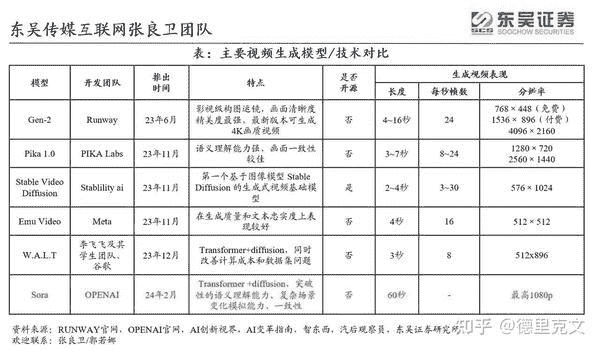 东吴传媒互联网张良卫团队
东吴证券
SCS SOOCHOW SECURITIES
表：主要视频生成模型/技术对比
模型 开发团队 推出时间 特点 是否开源 生成视频表现
长度 每秒帧数 分辨率
Gen-2 Runway 23年6月 影视级构图运镜，画面清晰度精美度最强、最新版本可生成4K画质视频 否 4~16秒 24 768×448（免费）1536×896（付费）4096×2160
Pika 1.0 PIKA Labs 23年11月 语义理解能力强、画面一致性较佳 否 3~7秒 8~24 1280×720 2560×1440
Stable Video Diffusion Stablility ai 23年11月 第一个基于图像模型 Stable Diffusion 的生成式视频基础模型 是 2~4秒 3~30 576×1024
Emu Video Meta 23年11月 在生成质量和文本忠实度上表现较好 否 4秒 16 512×512
W.A.L.T 李飞飞及其学生团队、谷歌 23年12月 Transformer+diffusion，同时改善计算成本和数据集问题 否 3秒 8 512x896
Sora OPENAI 24年2月 Transformer +diffusion，突破性的语义理解能力、复杂场景变化模拟能力、一致性 否 60秒 - 最高1080p
资料来源：RUNWAY官网，OPENAI官网，AI创新视界，AI变革指南，智东西，汽后观察员，东吴证券研究所
欢迎联系：张良卫/郭若娜
知乎 @德里克文